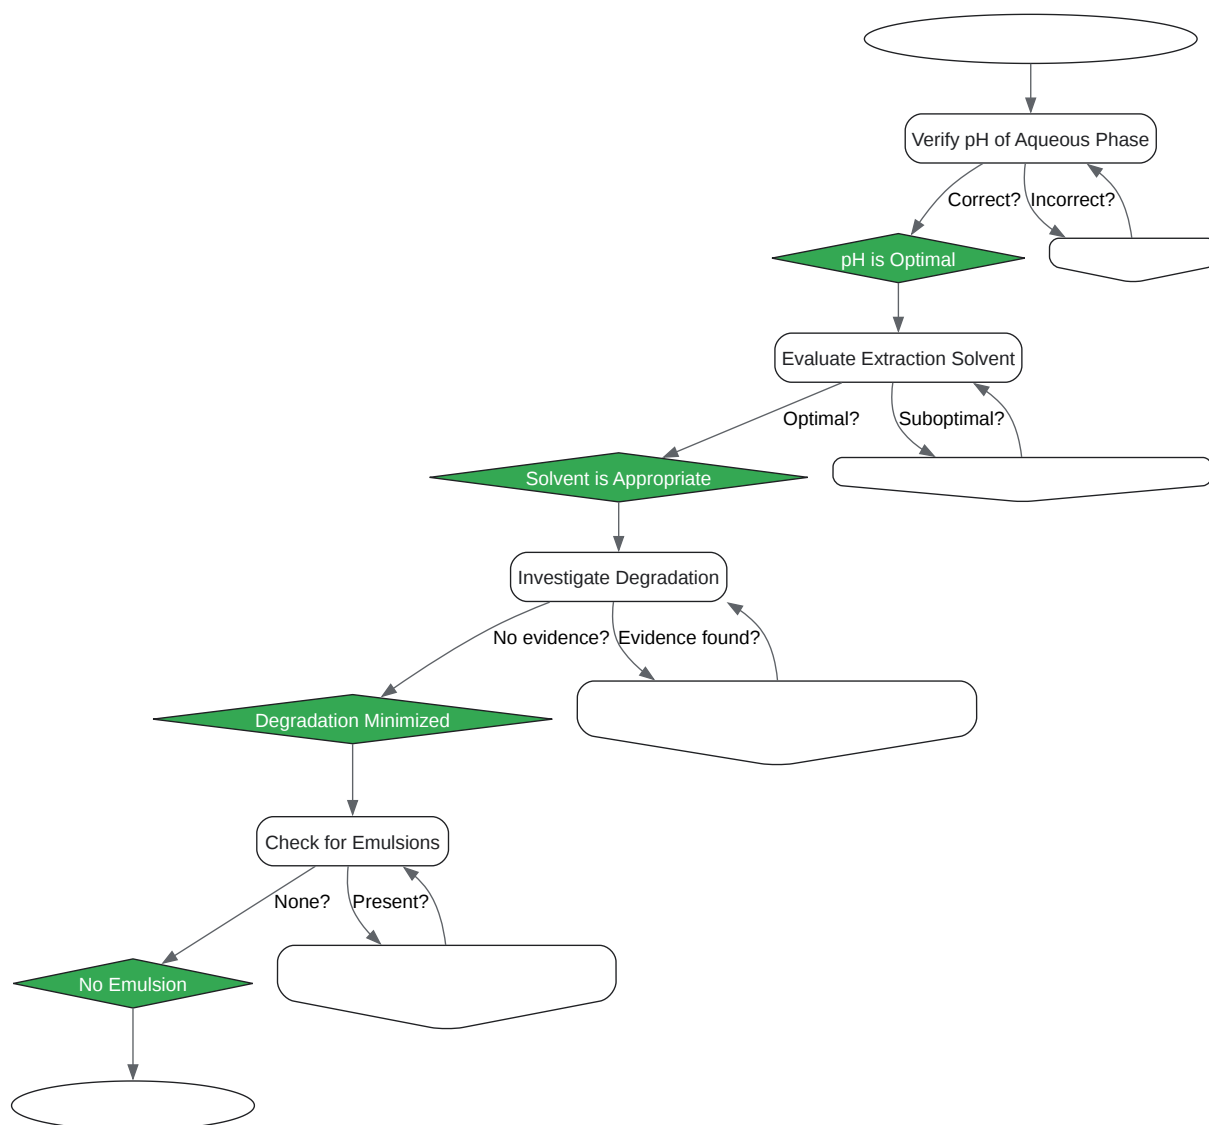 Verify pH of Aqueous Phase
Correct?
Incorrect?
pH is Optimal
Evaluate Extraction Solvent
Optimal?
Suboptimal?
Solvent is Appropriate
Investigate Degradation
No evidence?
Evidence found?
Degradation Minimized
Check for Emulsions
None?
Present?
No Emulsion